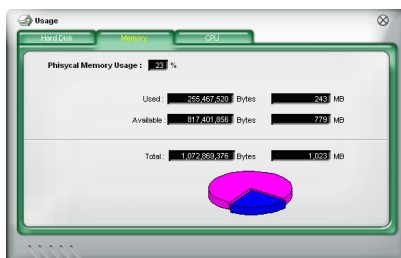 Usage
Hard Disk Memory CPU
Phisycal Memory Usage : 23 %
Used : 255,467,520 Bytes 243 MB
Available : 817,401,856 Bytes 779 MB
Total : 1,072,869,376 Bytes 1,023 MB